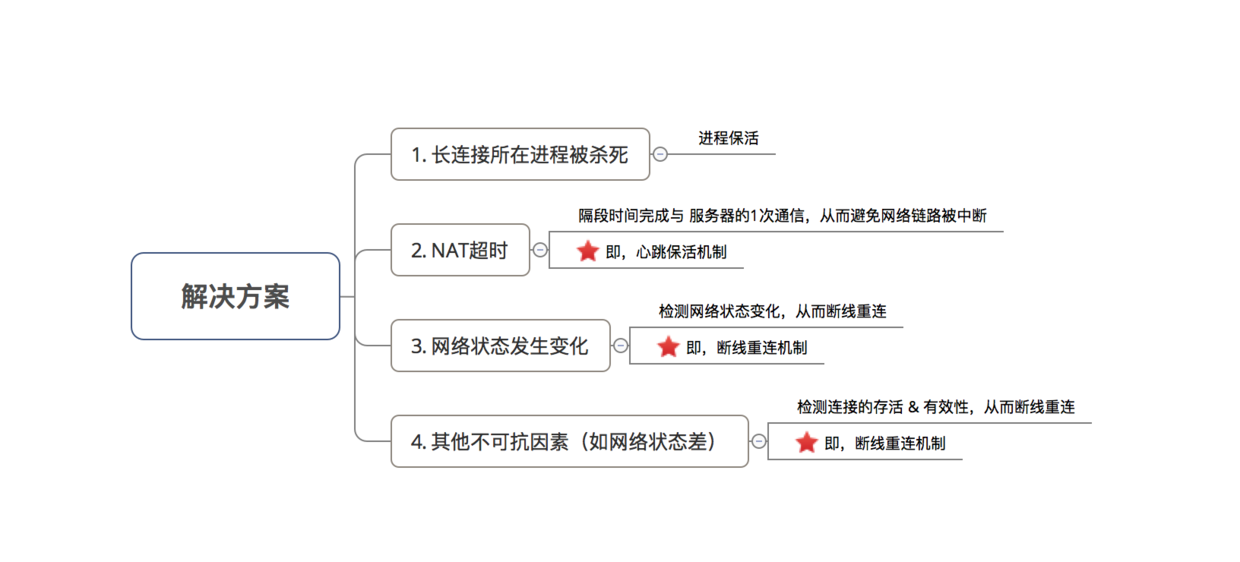 解决方案
1. 长连接所在进程被杀死
进程保活
2. NAT超时
隔段时间完成与 服务器的1次通信，从而避免网络链路被中断
即，心跳保活机制
3. 网络状态发生变化
检测网络状态变化，从而断线重连
即，断线重连机制
4. 其他不可抗因素（如网络状态差）
检测连接的存活 & 有效性，从而断线重连
即，断线重连机制